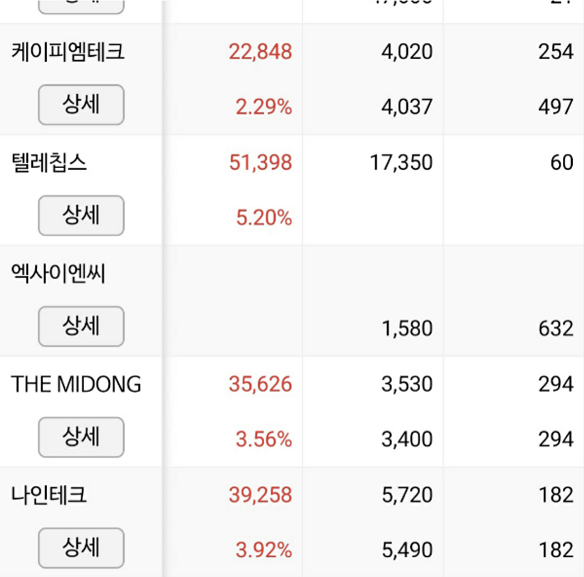 케이피엠테크 22,848 4,020 254
상세 2.29% 4,037 497
텔레칩스 51,398 17,350 60
상세 5.20%
엑사이엔씨
상세 1,580 632
THE MIDONG 35,626 3,530 294
상세 3.56% 3,400 294
나인테크 39,258 5,720 182
상세 3.92% 5,490 182